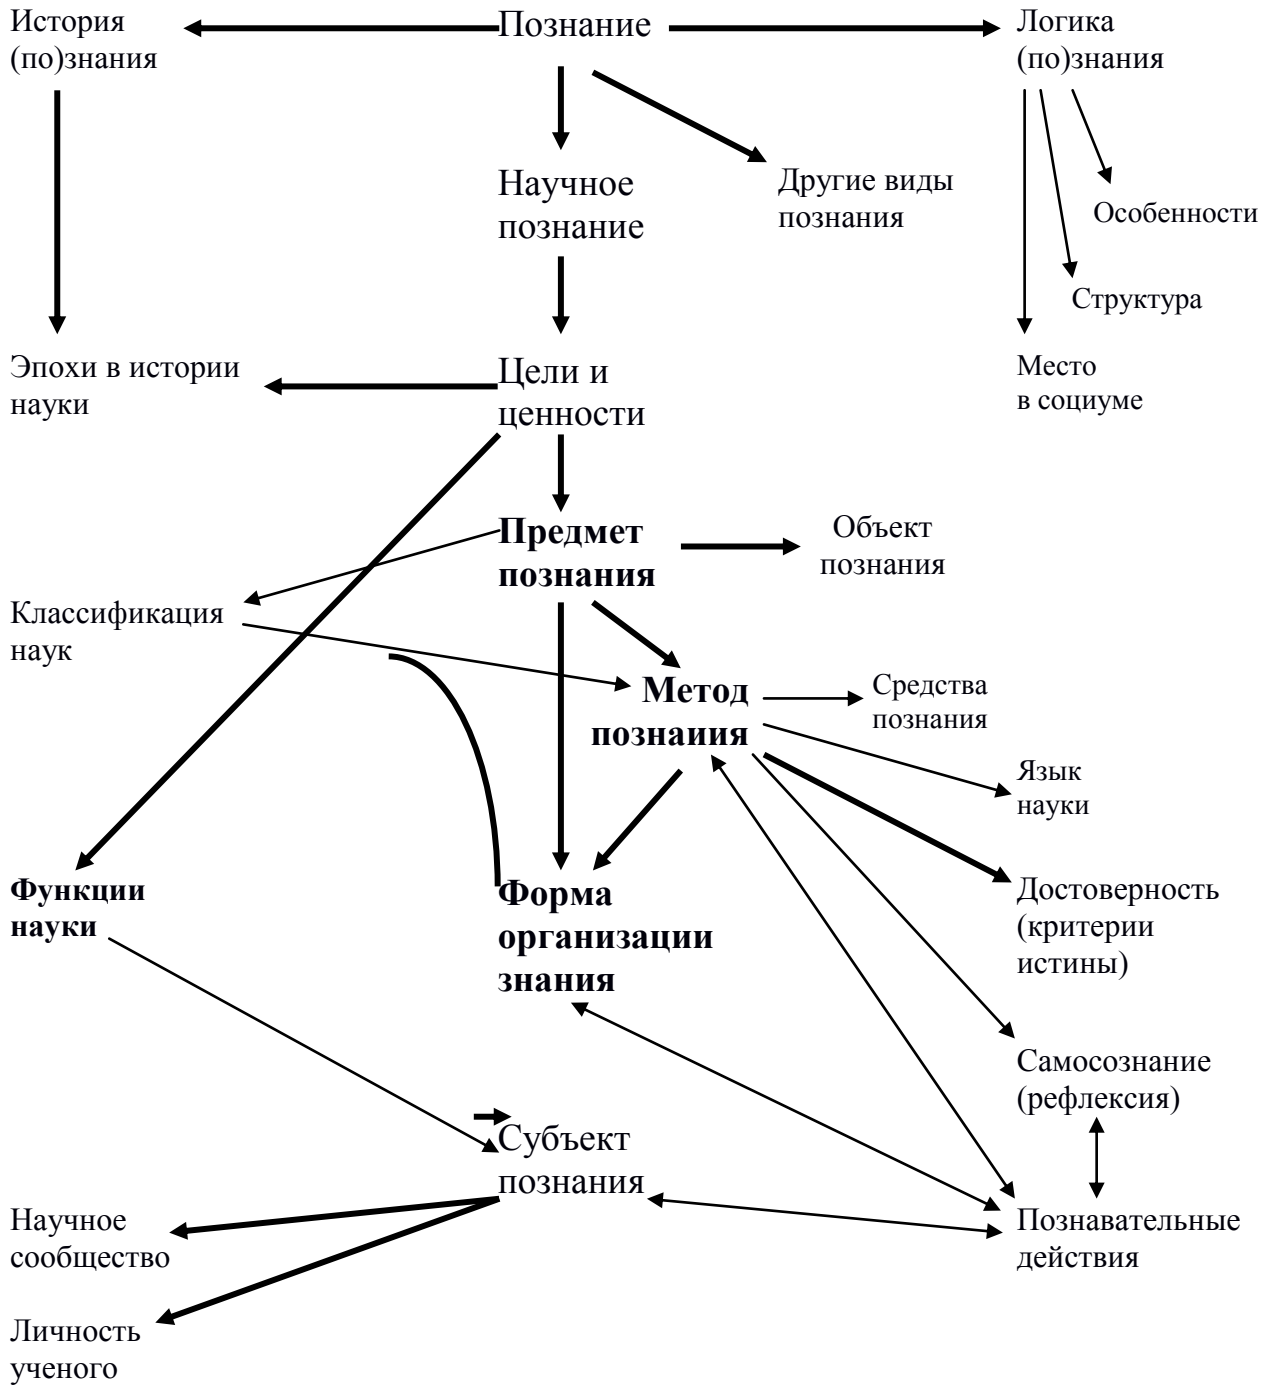 История
(по)знания
Познание
Логика
(по)знания
Научное
познание
Другие виды
познания
Особенности
Структура
Эпохи в истории
науки
Цели и
ценности
Место
в социуме
Предмет
познания
Объект
познания
Классификация
наук
Метод
познаиия
Средства
познания
Язык
науки
Функции
науки
Форма
организации
знания
Достоверность
(критерии
истины)
Самосознание
(рефлексия)
Субъект
познания
Научное
сообщество
Познавательные
действия
Личность
ученого